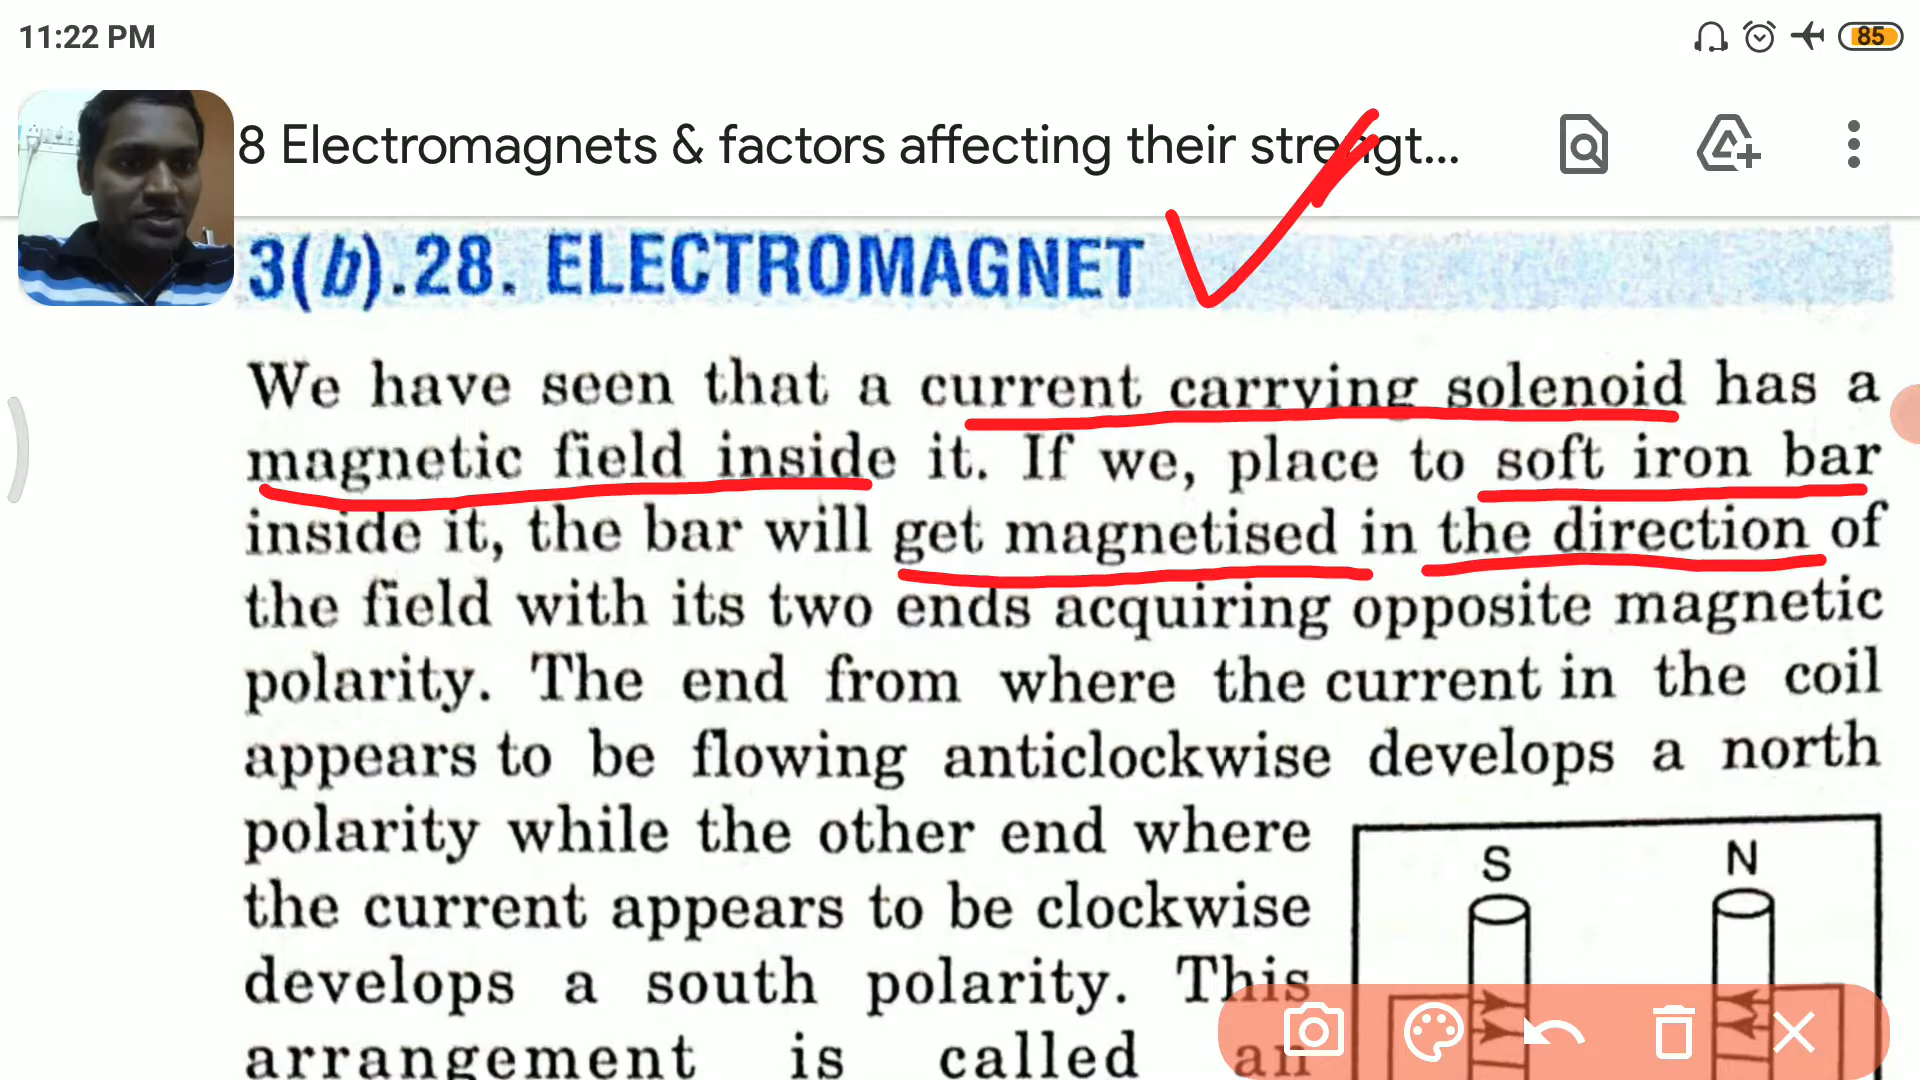 11:22 PM
85
8 Electromagnets & factors affecting their strengt...
3(b).28. ELECTROMAGNET
We have seen that a current carrying solenoid has a
magnetic field inside it. If we, place to soft iron bar
inside it, the bar will get magnetised in the direction of
the field with its two ends acquiring opposite magnetic
polarity. The end from where the current in the coil
appears to be flowing anticlockwise develops a north
polarity while the other end where
the current appears to be clockwise
develops a south polarity. This
arrangement is called an
S N